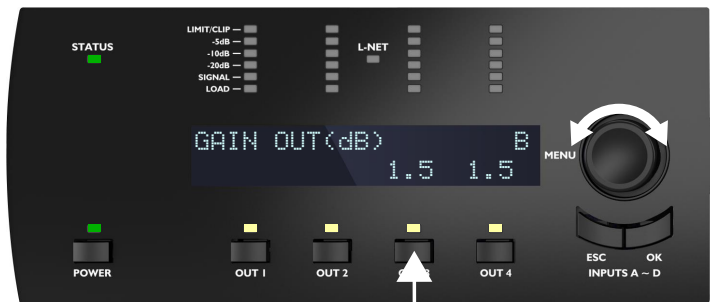 LIMIT/CLIP
STATUS
-5dB
L-NET
-10dB
-20dB
SIGNAL
LOAD
GAIN OUT(dB) B
MENU
1.5 1.5
ESC OK
POWER OUT 1 OUT 2 OUT 4 INPUTS A ~ D